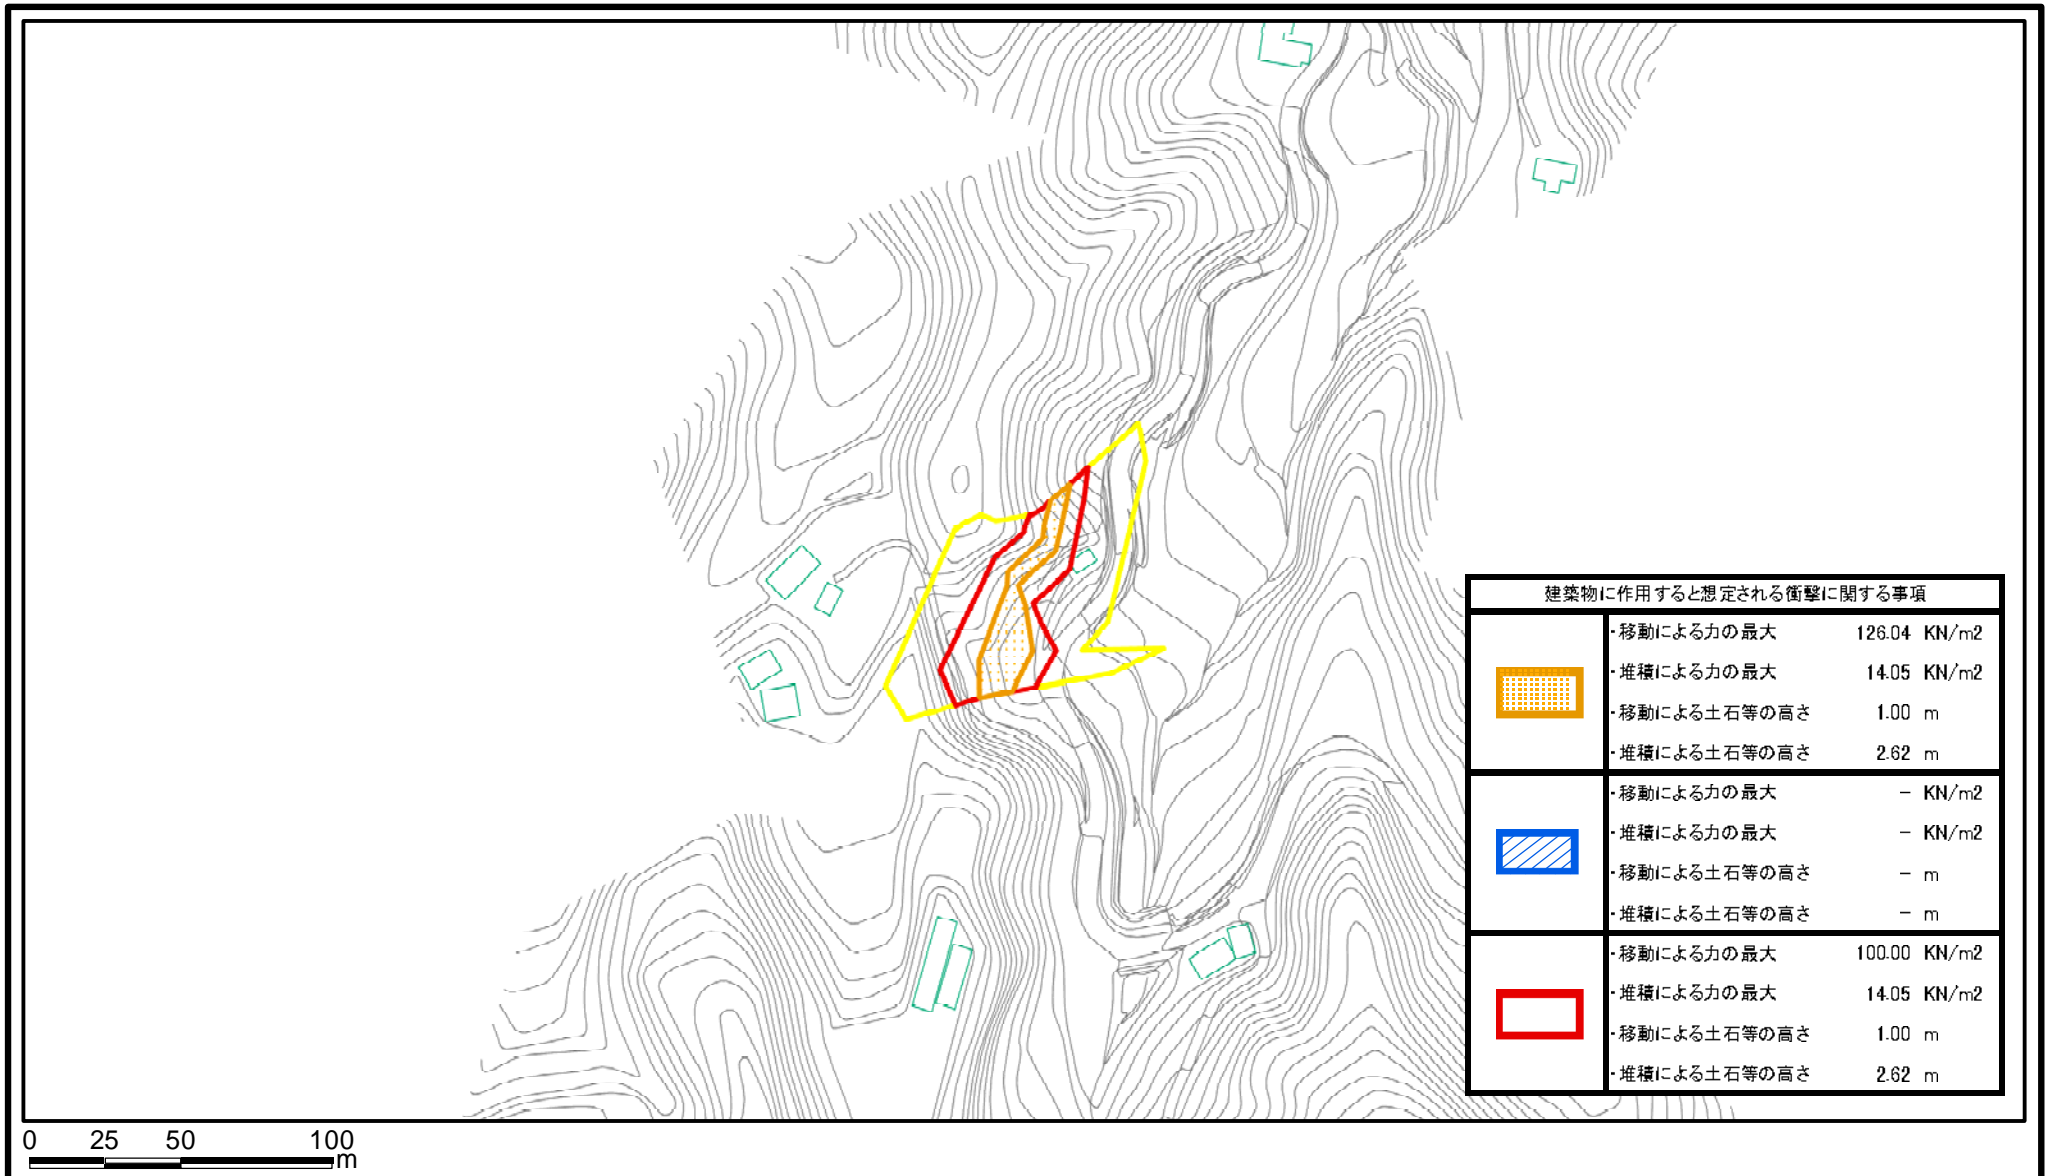 建築物に作用すると想定される衝撃に関する事項
・移動による力の最大 126.04 KN/m2
・堆積による力の最大 14.05 KN/m2
・移動による土石等の高さ 1.00 m
・堆積による土石等の高さ 2.62 m
・移動による力の最大 － KN/m2
・堆積による力の最大 － KN/m2
・移動による土石等の高さ － m
・堆積による土石等の高さ － m
・移動による力の最大 100.00 KN/m2
・堆積による力の最大 14.05 KN/m2
・移動による土石等の高さ 1.00 m
・堆積による土石等の高さ 2.62 m
0 25 50 100
m